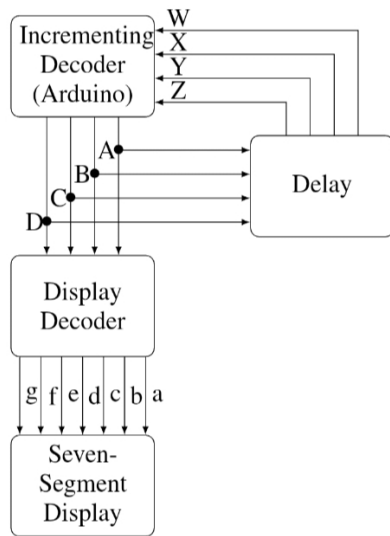 Incrementing
Decoder
(Arduino)
W
X
Y
Z
A
B
C
D
Delay
Display
Decoder
g f e d c b a
Seven-
Segment
Display